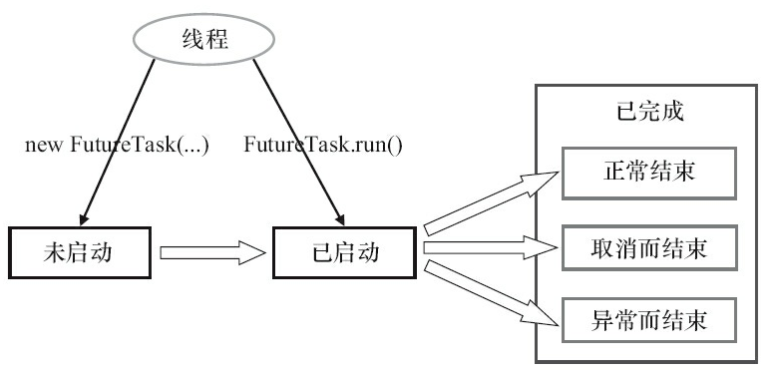 线程
new FutureTask(...)
FutureTask.run()
已完成
正常结束
未启动
已启动
取消而结束
异常而结束